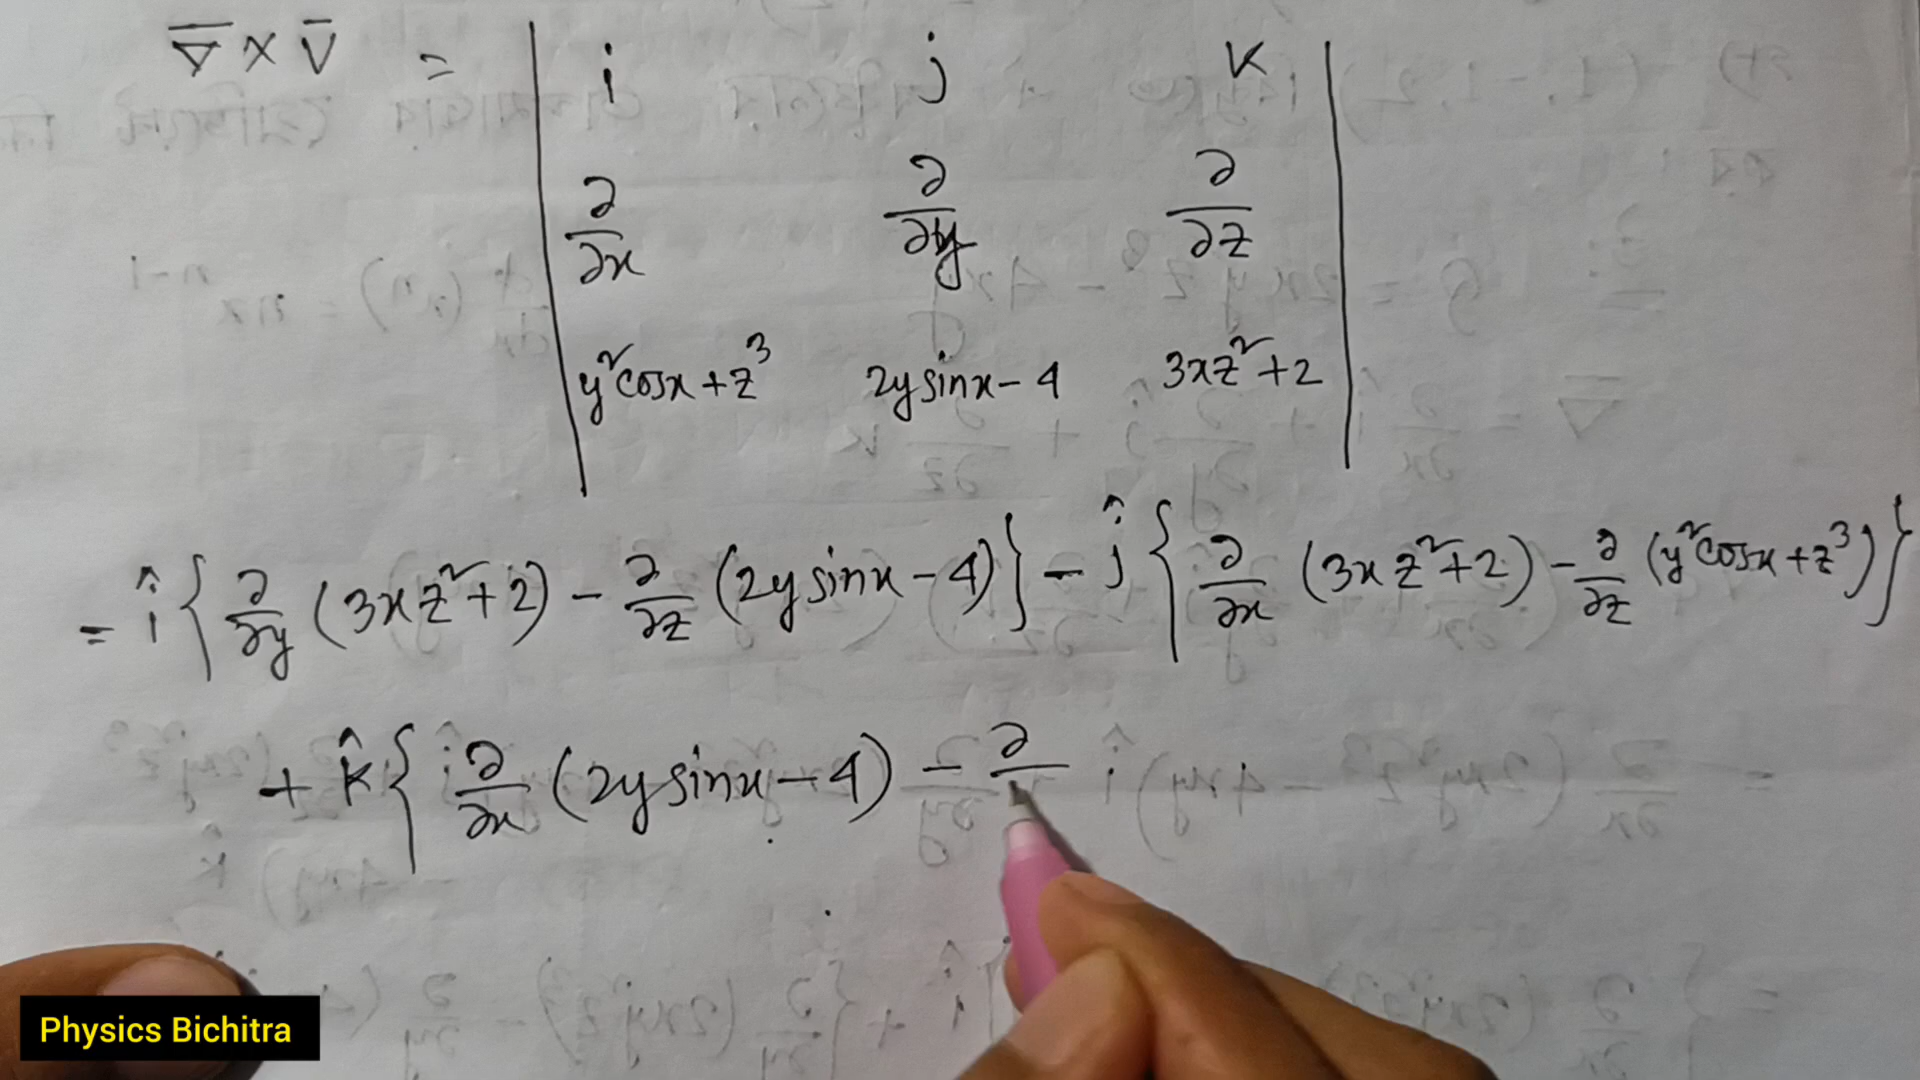 ∇̅ × V̅ = | i j k |
| ∂/∂x ∂/∂y ∂/∂z |
| y²cosx+z³ 2y sinx-4 3xz²+2 |
= î { ∂/∂y (3xz²+2) - ∂/∂z (2y sinx-4) } - ĵ { ∂/∂x (3xz²+2) - ∂/∂z (y²cosx+z³) }
+ k̂ { ∂/∂x (2y sinx-4) - ∂/
Physics Bichitra